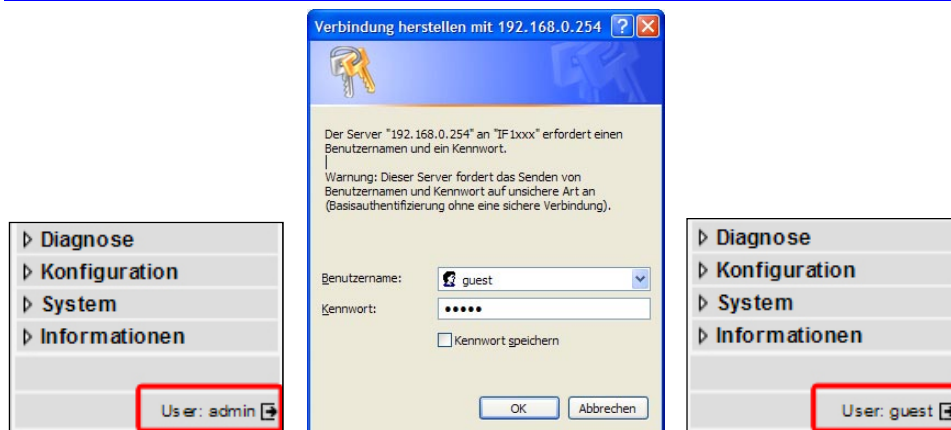 Diagnose
Konfiguration
System
Informationen
User: admin
Verbindung herstellen mit 192.168.0.254
Der Server "192.168.0.254" an "IF1xxx" erfordert einen
Benutzernamen und ein Kennwort.
Warnung: Dieser Server fordert das Senden von
Benutzernamen und Kennwort auf unsichere Art an
(Basisauthentifizierung ohne eine sichere Verbindung).
Benutzername: guest
Kennwort: •••••
Kennwort speichern
OK Abbrechen
Diagnose
Konfiguration
System
Informationen
User: guest